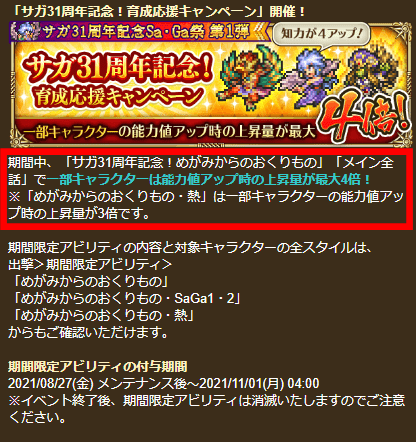 「サガ31周年記念！育成応援キャンペーン」開催！
サガ31周年記念Sa・Ga祭 第1弾
知力が4アップ！
サガ31周年記念！
育成応援キャンペーン
一部キャラクターの能力値アップ時の上昇量が最大
4倍！
期間中、「サガ31周年記念！めがみからのおくりもの」「メイン全
話」で一部キャラクターは能力値アップ時の上昇量が最大4倍！
※「めがみからのおくりもの・熱」は一部キャラクターの能力値アッ
プ時の上昇量が3倍です。
期間限定アビリティの内容と対象キャラクターの全スタイルは、
出撃＞期間限定アビリティ＞
「めがみからのおくりもの」
「めがみからのおくりもの・SaGa1・2」
「めがみからのおくりもの・熱」
からもご確認いただけます。
期間限定アビリティの付与期間
2021/08/27(金) メンテナンス後～2021/11/01(月) 04:00
※イベント終了後、期間限定アビリティは消滅いたしますのでご注意
ください。